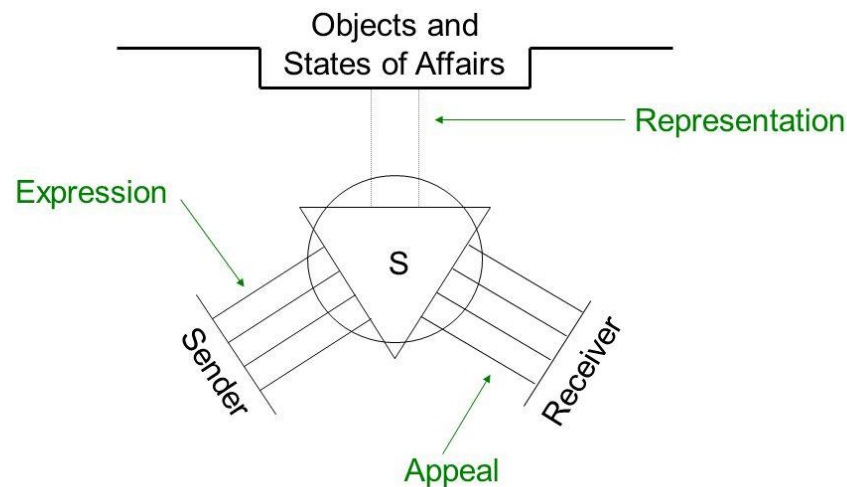 Objects and
States of Affairs
Representation
Expression
S
Sender
Receiver
Appeal